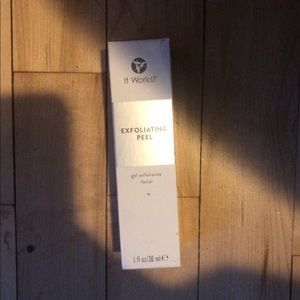 It Works!®
EXFOLIATING
PEEL
gel exfoliante
facial
1 fl oz/30 ml ℮